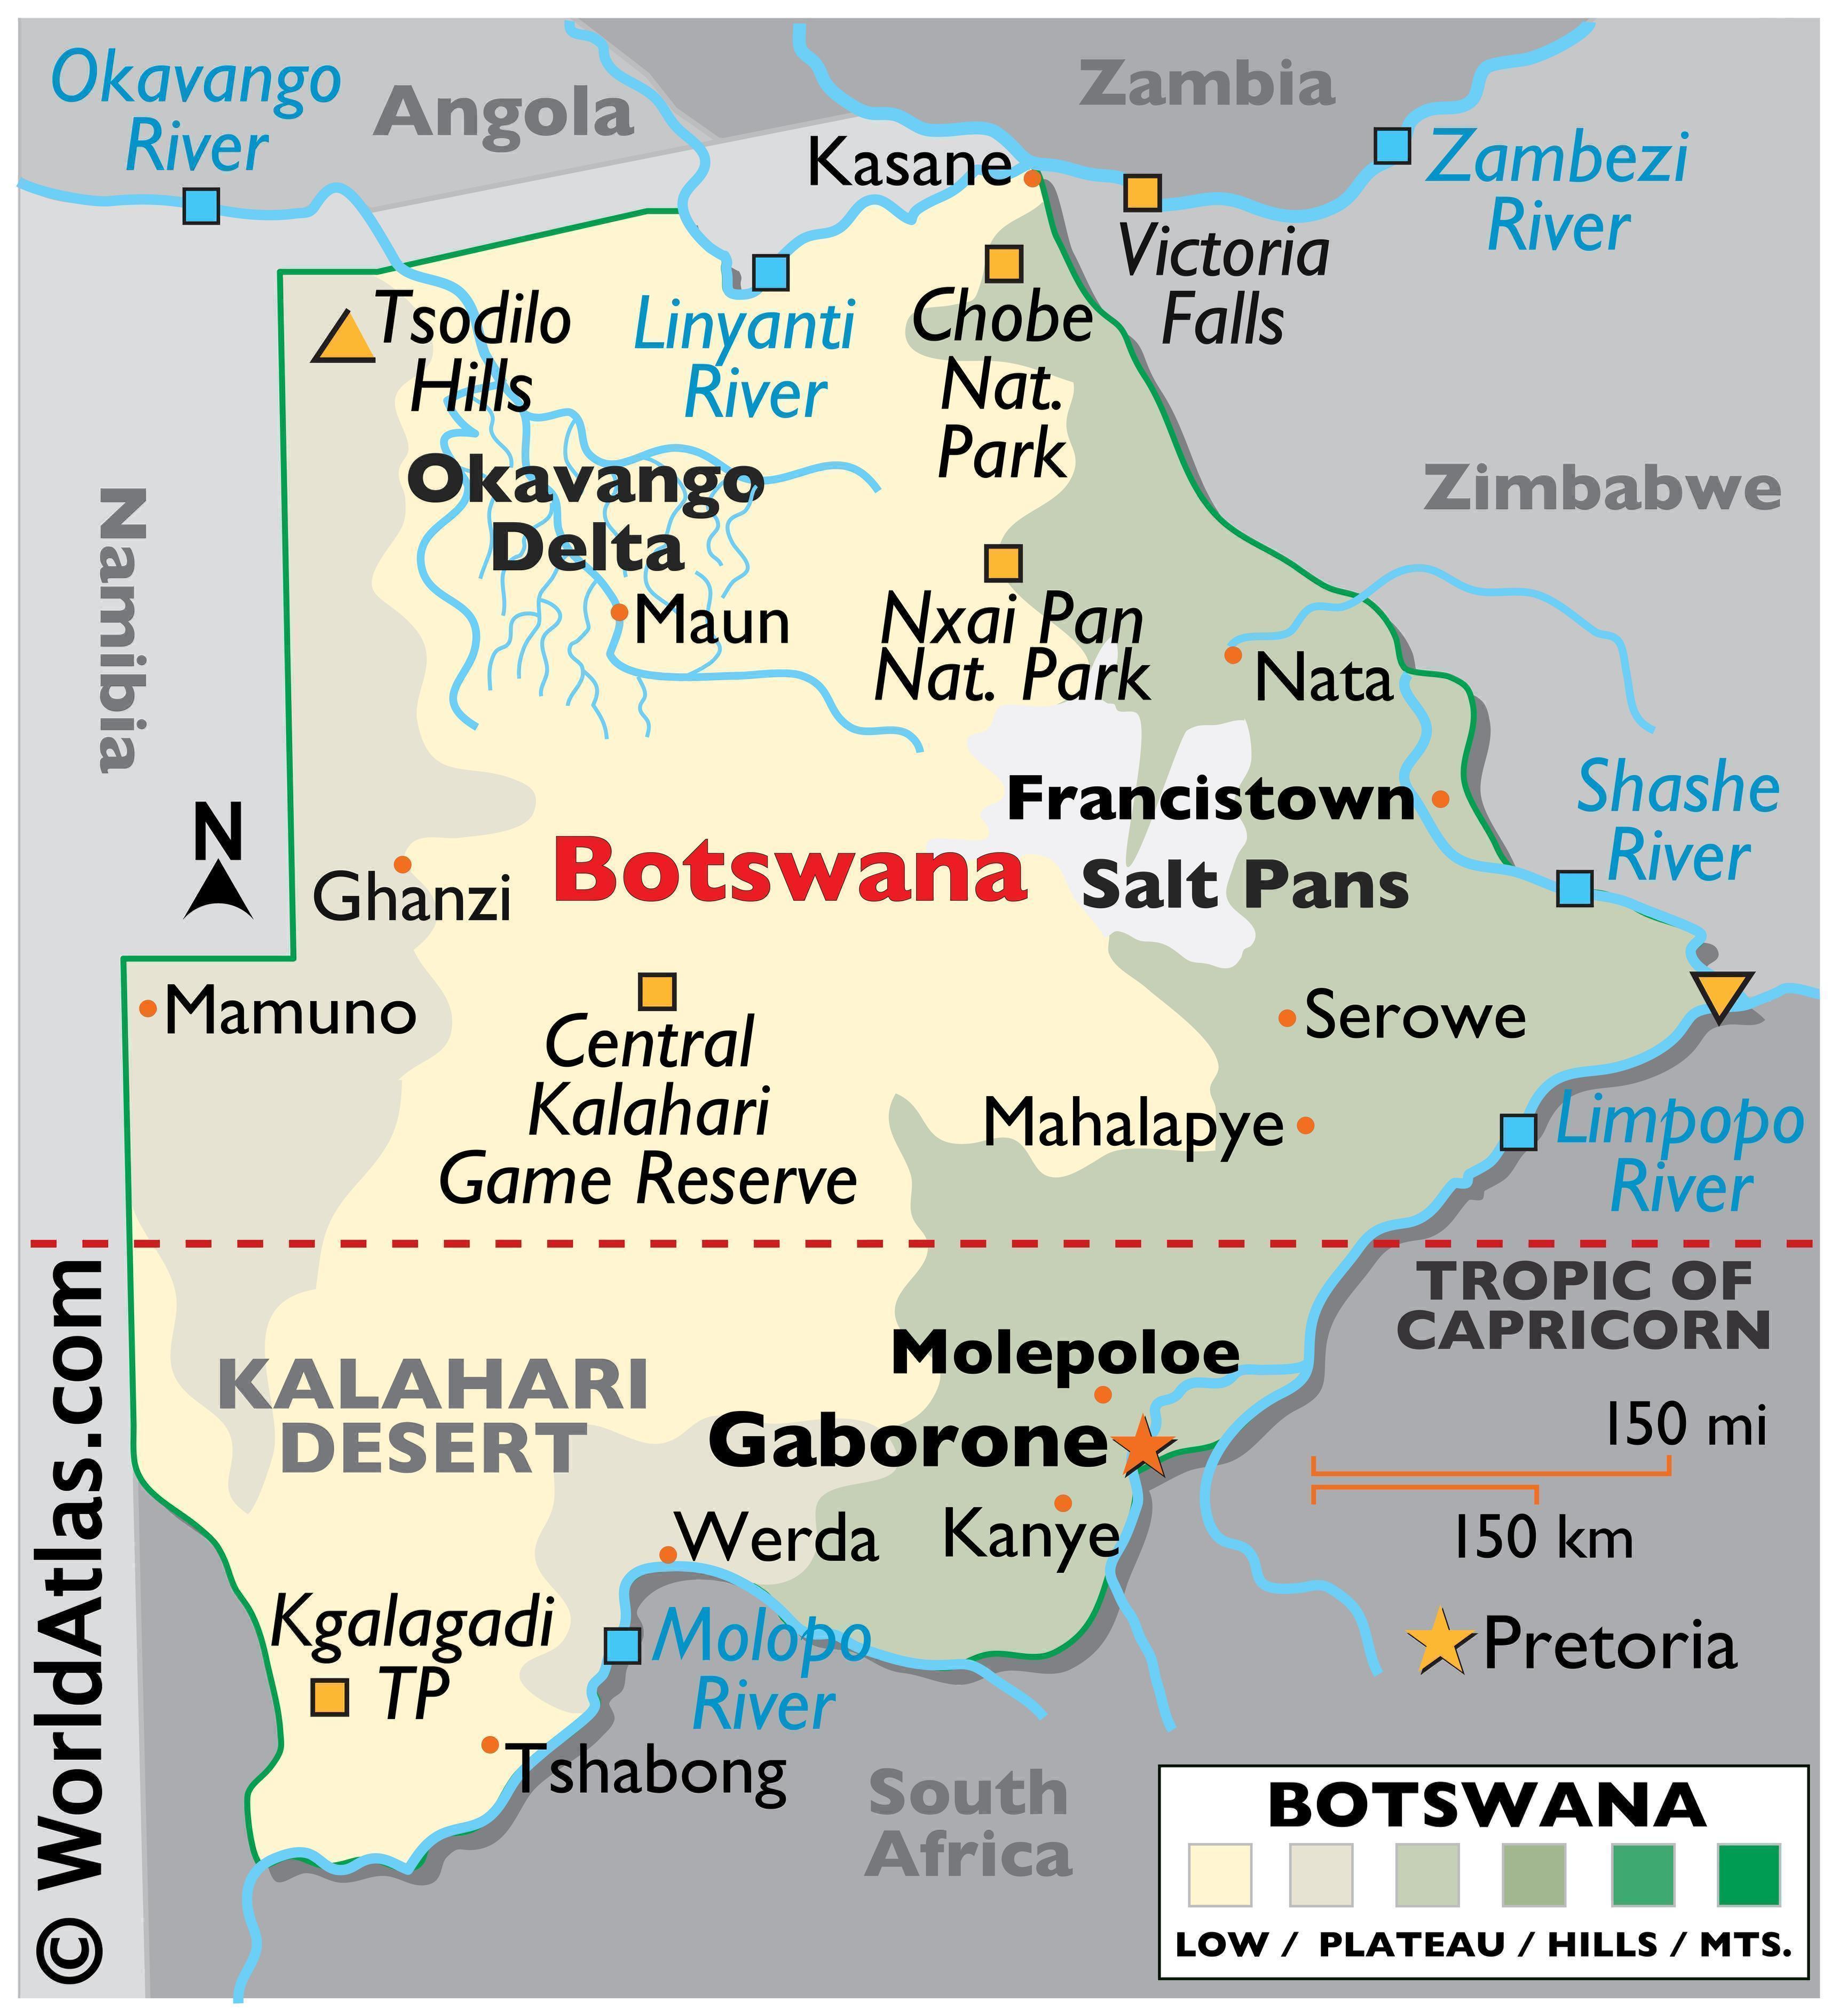 Okavango
River
Angola
Zambia
Kasane
Zambezi
River
Victoria
Falls
Tsodilo
Hills
Linyanti
River
Chobe
Nat.
Park
Okavango
Delta
Zimbabwe
Namibia
Maun
Nxai Pan
Nat. Park
Nata
Francistown
Shashe
River
N
Ghanzi
Botswana
Salt Pans
Mamuno
Central
Kalahari
Game Reserve
Serowe
Mahalapye
Limpopo
River
TROPIC OF
CAPRICORN
KALAHARI
DESERT
Molepoloe
Gaborone
150 mi
150 km
Werda
Kanye
Kgalagadi
TP
Molopo
River
Pretoria
Tshabong
South
Africa
© WorldAtlas.com
BOTSWANA
LOW / PLATEAU / HILLS / MTS.